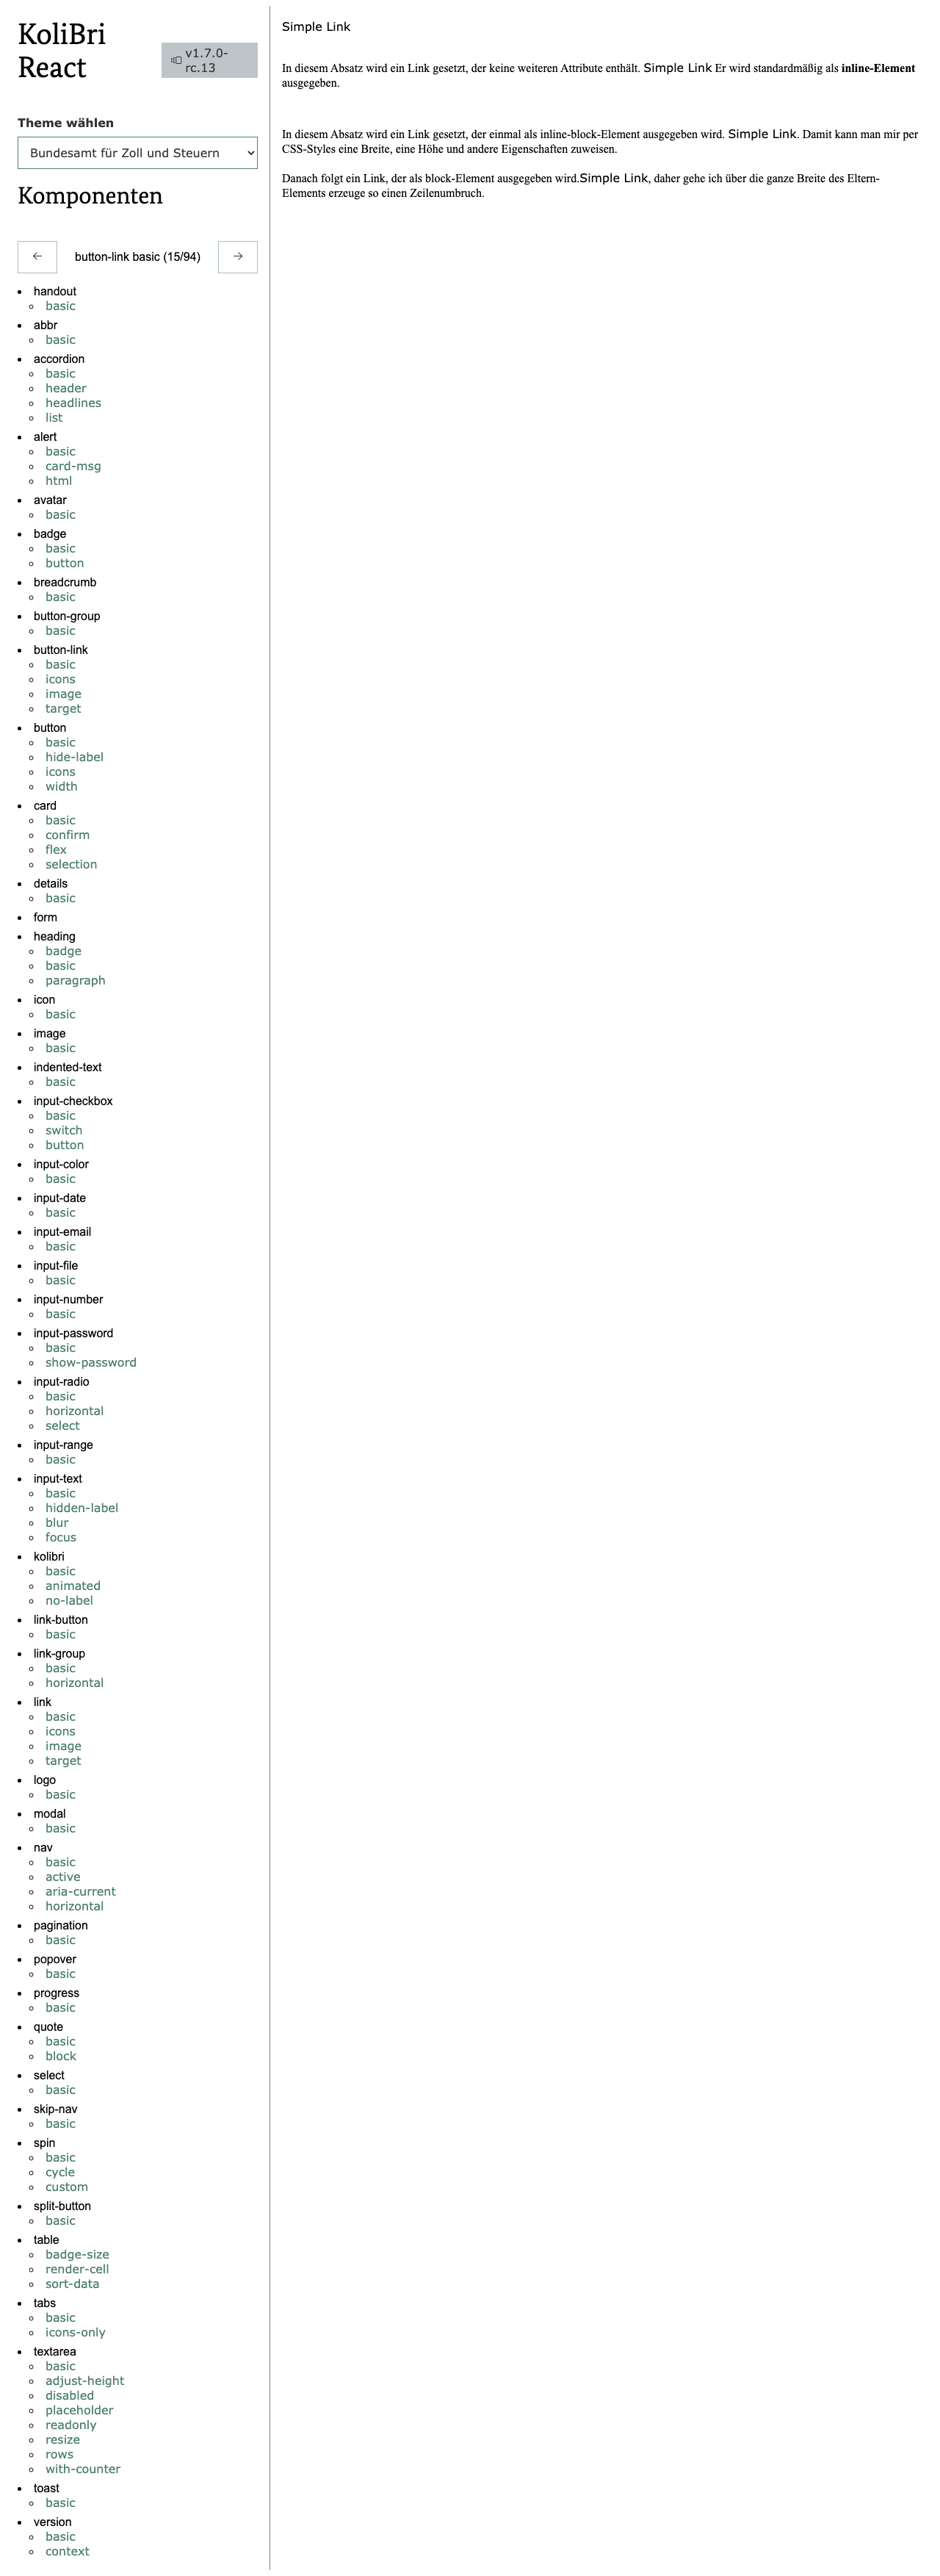 KoliBri
React
v1.7.0-
rc.13
Theme wählen
Bundesamt für Zoll und Steuern
Komponenten
← button-link basic (15/94) →
handout
basic
abbr
basic
accordion
basic
header
headlines
list
alert
basic
card-msg
html
avatar
basic
badge
basic
button
breadcrumb
basic
button-group
basic
button-link
basic
icons
image
target
button
basic
hide-label
icons
width
card
basic
confirm
flex
selection
details
basic
form
heading
badge
basic
paragraph
icon
basic
image
basic
indented-text
basic
input-checkbox
basic
switch
button
input-color
basic
input-date
basic
input-email
basic
input-file
basic
input-number
basic
input-password
basic
show-password
input-radio
basic
horizontal
select
input-range
basic
input-text
basic
hidden-label
blur
focus
kolibri
basic
animated
no-label
link-button
basic
link-group
basic
horizontal
link
basic
icons
image
target
logo
basic
modal
basic
nav
basic
active
aria-current
horizontal
pagination
basic
popover
basic
progress
basic
quote
basic
block
select
basic
skip-nav
basic
spin
basic
cycle
custom
split-button
basic
table
badge-size
render-cell
sort-data
tabs
basic
icons-only
textarea
basic
adjust-height
disabled
placeholder
readonly
resize
rows
with-counter
toast
basic
version
basic
context
Simple Link
In diesem Absatz wird ein Link gesetzt, der keine weiteren Attribute enthält. Simple Link Er wird standardmäßig als inline-Element
ausgegeben.
In diesem Absatz wird ein Link gesetzt, der einmal als inline-block-Element ausgegeben wird. Simple Link. Damit kann man mir per
CSS-Styles eine Breite, eine Höhe und andere Eigenschaften zuweisen.
Danach folgt ein Link, der als block-Element ausgegeben wird.Simple Link, daher gehe ich über die ganze Breite des Eltern-
Elements erzeuge so einen Zeilenumbruch.